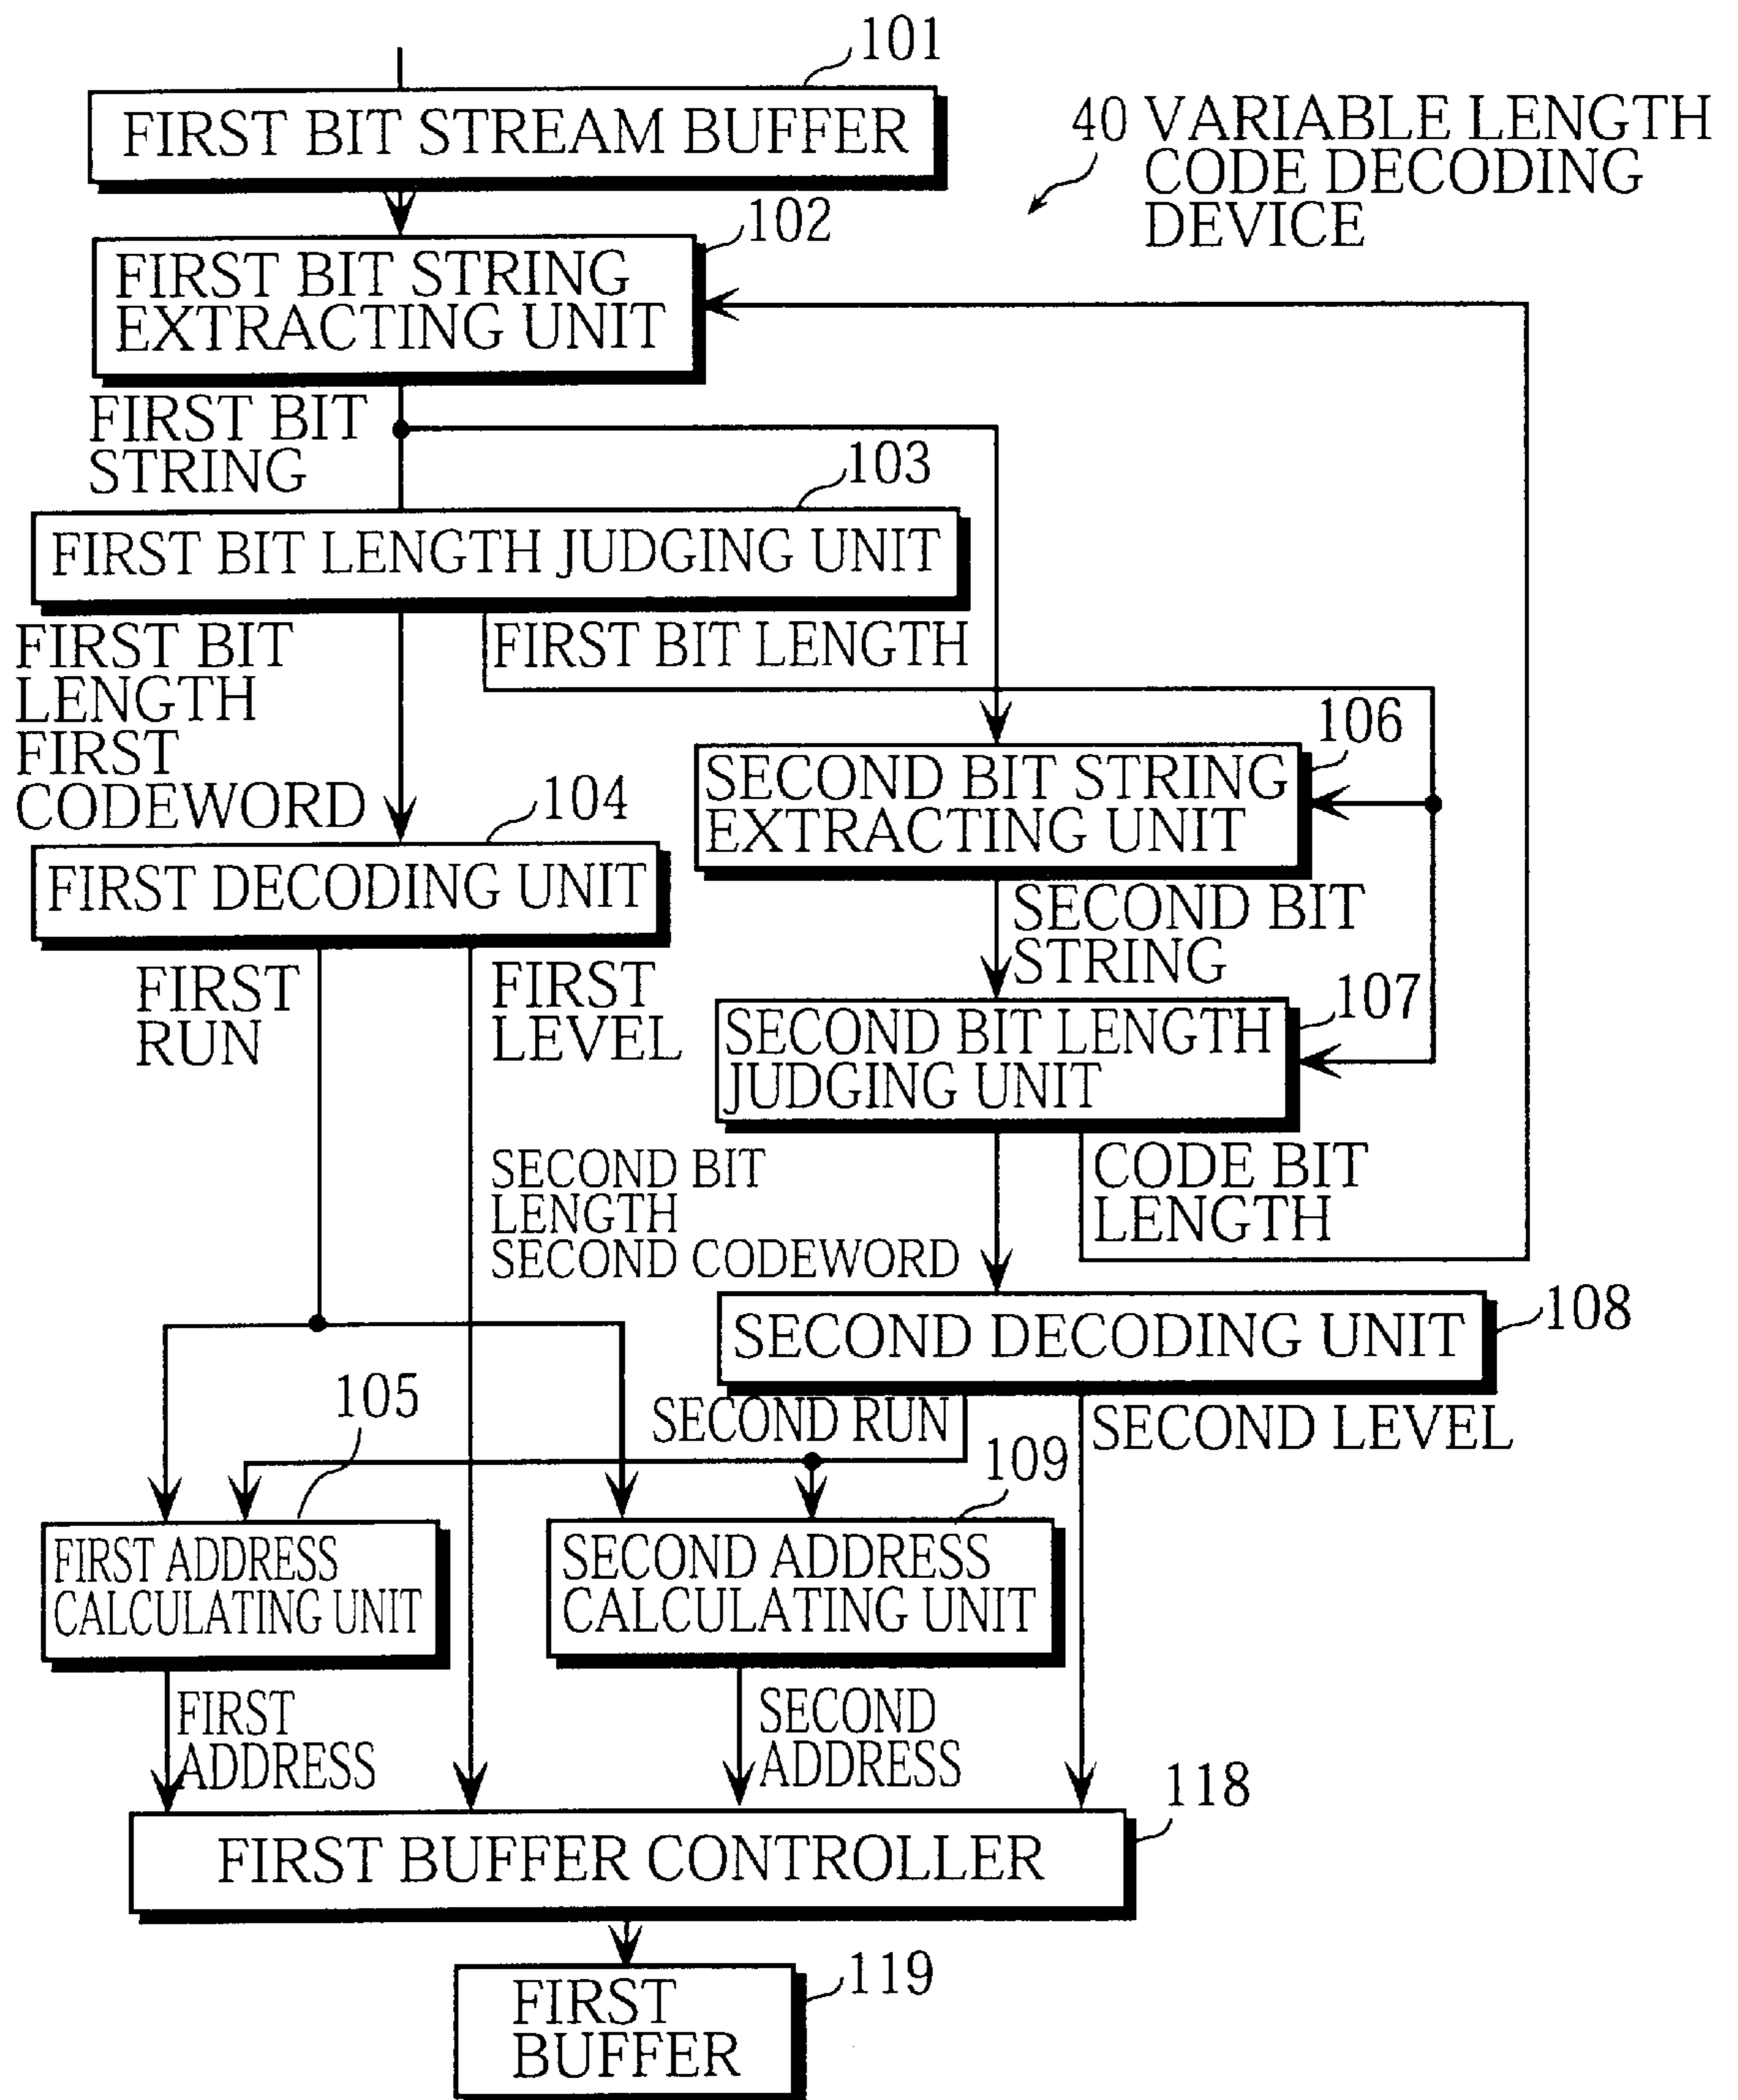 101
FIRST BIT STREAM BUFFER
40 VARIABLE LENGTH
CODE DECODING
DEVICE
102
FIRST BIT STRING
EXTRACTING UNIT
FIRST BIT
STRING
103
FIRST BIT LENGTH JUDGING UNIT
FIRST BIT
LENGTH
FIRST
CODEWORD
FIRST BIT LENGTH
106
SECOND BIT STRING
EXTRACTING UNIT
104
FIRST DECODING UNIT
SECOND BIT
STRING
FIRST
RUN
FIRST
LEVEL
107
SECOND BIT LENGTH
JUDGING UNIT
SECOND BIT
LENGTH
SECOND CODEWORD
CODE BIT
LENGTH
108
SECOND DECODING UNIT
105
SECOND RUN
SECOND LEVEL
109
FIRST ADDRESS
CALCULATING UNIT
SECOND ADDRESS
CALCULATING UNIT
FIRST
ADDRESS
SECOND
ADDRESS
118
FIRST BUFFER CONTROLLER
119
FIRST
BUFFER